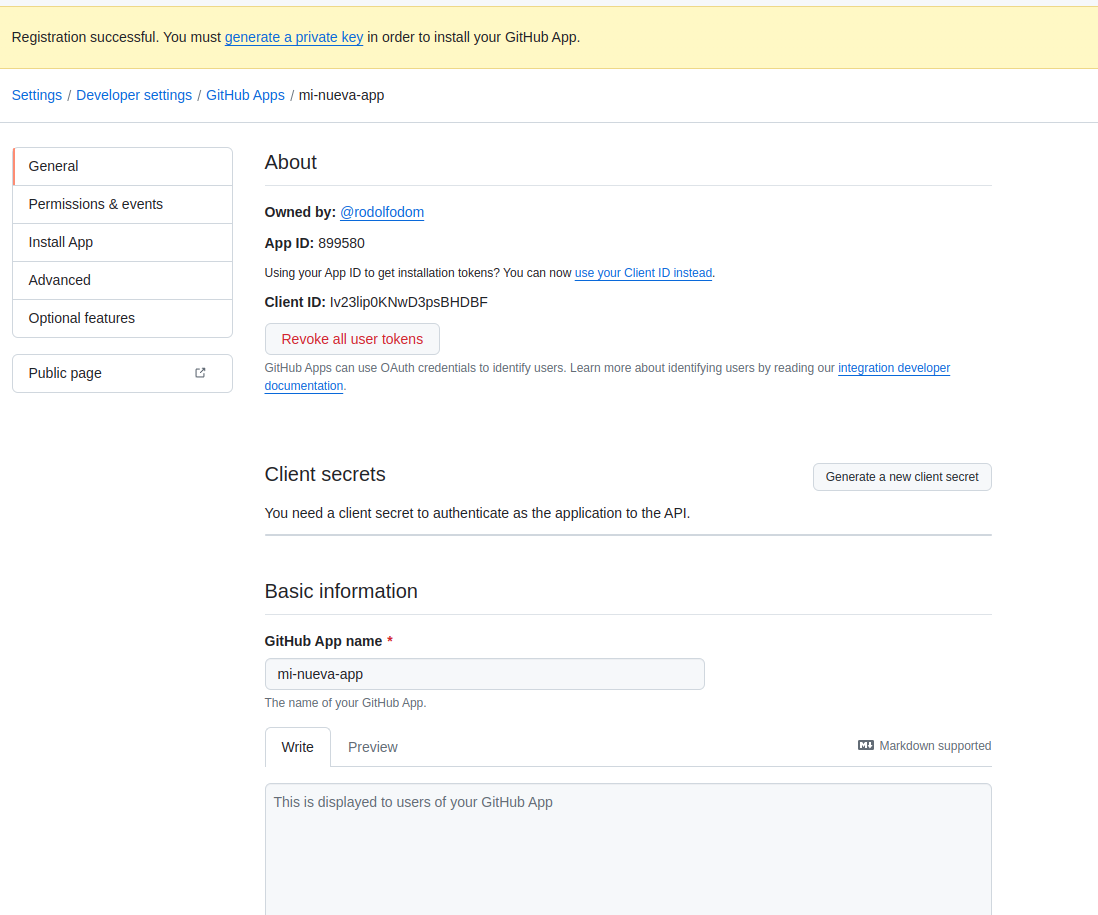 Registration successful. You must generate a private key in order to install your GitHub App.
Settings / Developer settings / GitHub Apps / mi-nueva-app
General
Permissions & events
Install App
Advanced
Optional features
Public page
About
Owned by: @rodolfodom
App ID: 899580
Using your App ID to get installation tokens? You can now use your Client ID instead.
Client ID: Iv23lip0KNwD3psBHDBF
Revoke all user tokens
GitHub Apps can use OAuth credentials to identify users. Learn more about identifying users by reading our integration developer
documentation.
Client secrets
Generate a new client secret
You need a client secret to authenticate as the application to the API.
Basic information
GitHub App name *
mi-nueva-app
The name of your GitHub App.
Write
Preview
Markdown supported
This is displayed to users of your GitHub App